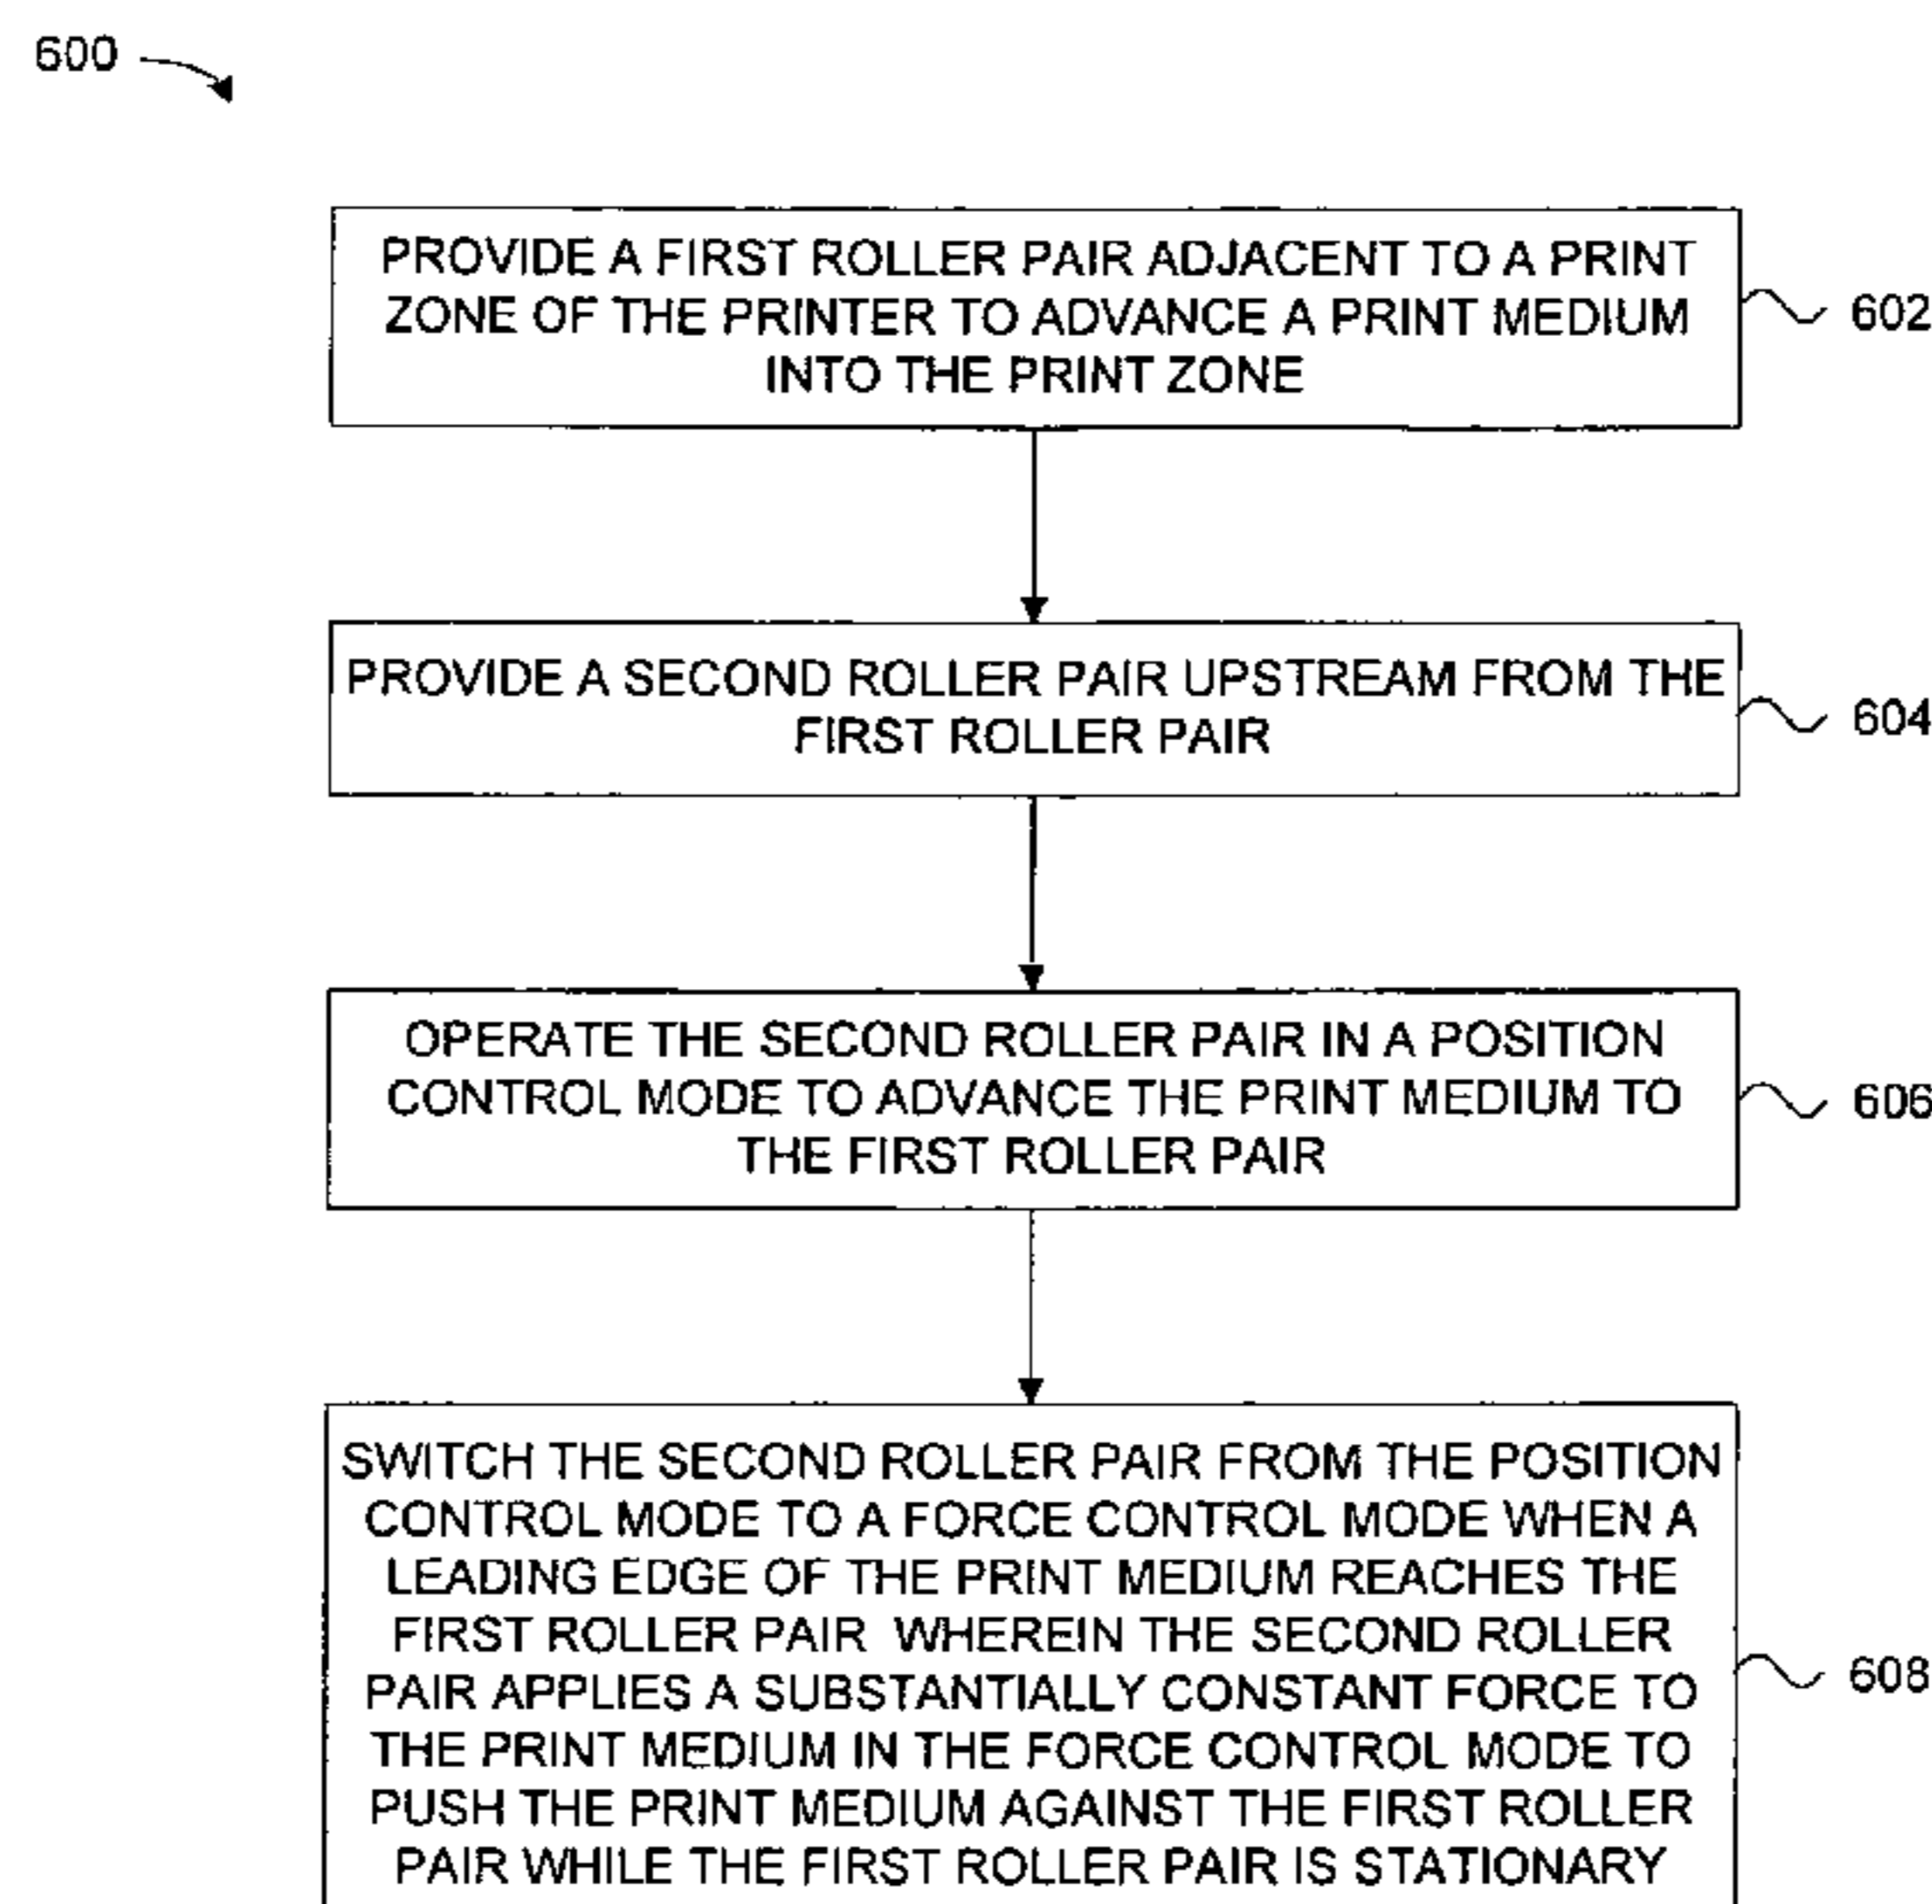 600
PROVIDE A FIRST ROLLER PAIR ADJACENT TO A PRINT
ZONE OF THE PRINTER TO ADVANCE A PRINT MEDIUM
INTO THE PRINT ZONE
602
PROVIDE A SECOND ROLLER PAIR UPSTREAM FROM THE
FIRST ROLLER PAIR
604
OPERATE THE SECOND ROLLER PAIR IN A POSITION
CONTROL MODE TO ADVANCE THE PRINT MEDIUM TO
THE FIRST ROLLER PAIR
606
SWITCH THE SECOND ROLLER PAIR FROM THE POSITION
CONTROL MODE TO A FORCE CONTROL MODE WHEN A
LEADING EDGE OF THE PRINT MEDIUM REACHES THE
FIRST ROLLER PAIR WHEREIN THE SECOND ROLLER
PAIR APPLIES A SUBSTANTIALLY CONSTANT FORCE TO
THE PRINT MEDIUM IN THE FORCE CONTROL MODE TO
PUSH THE PRINT MEDIUM AGAINST THE FIRST ROLLER
PAIR WHILE THE FIRST ROLLER PAIR IS STATIONARY
608